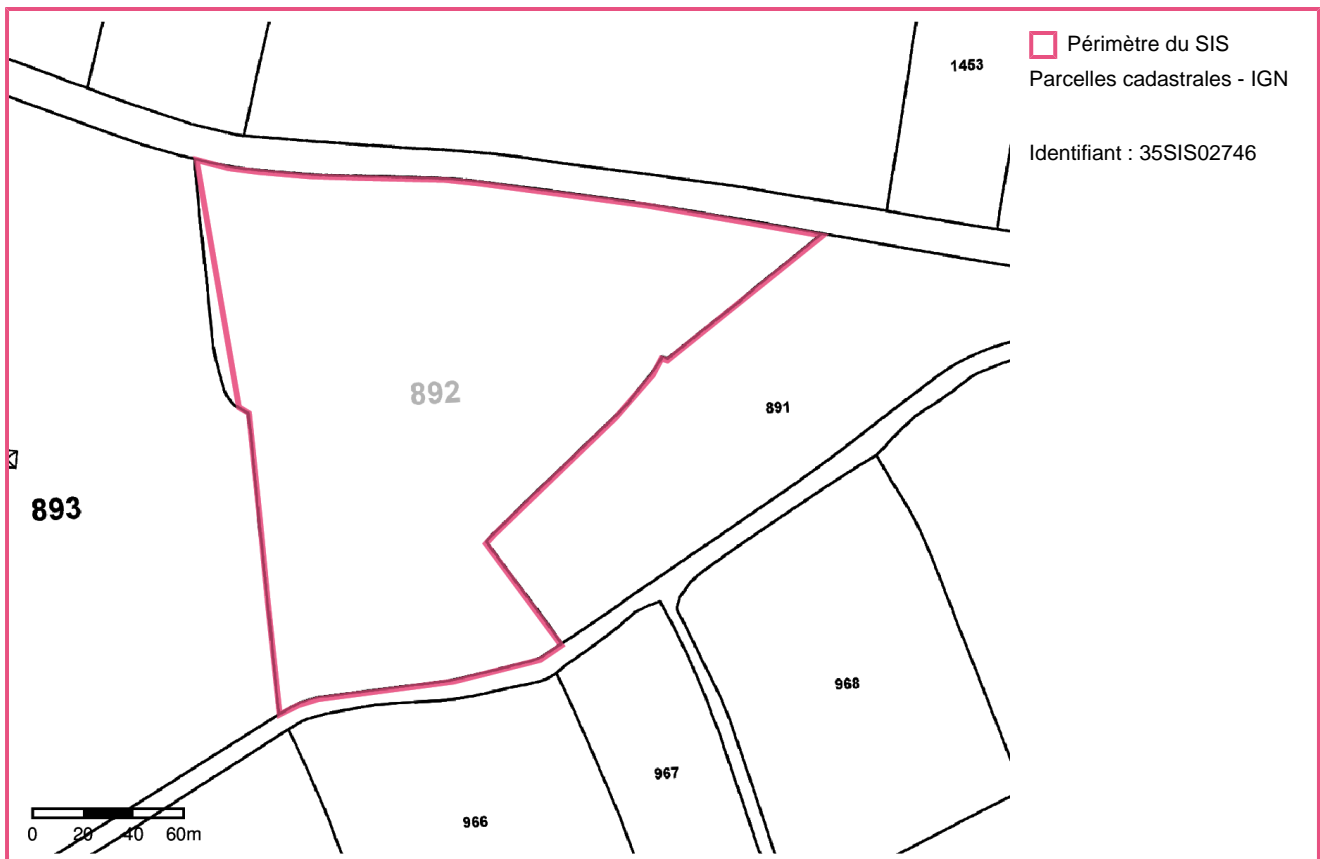 Périmètre du SIS
Parcelles cadastrales - IGN
Identifiant : 35SIS02746
1453
892
891
893
968
967
966
0 20 40 60m